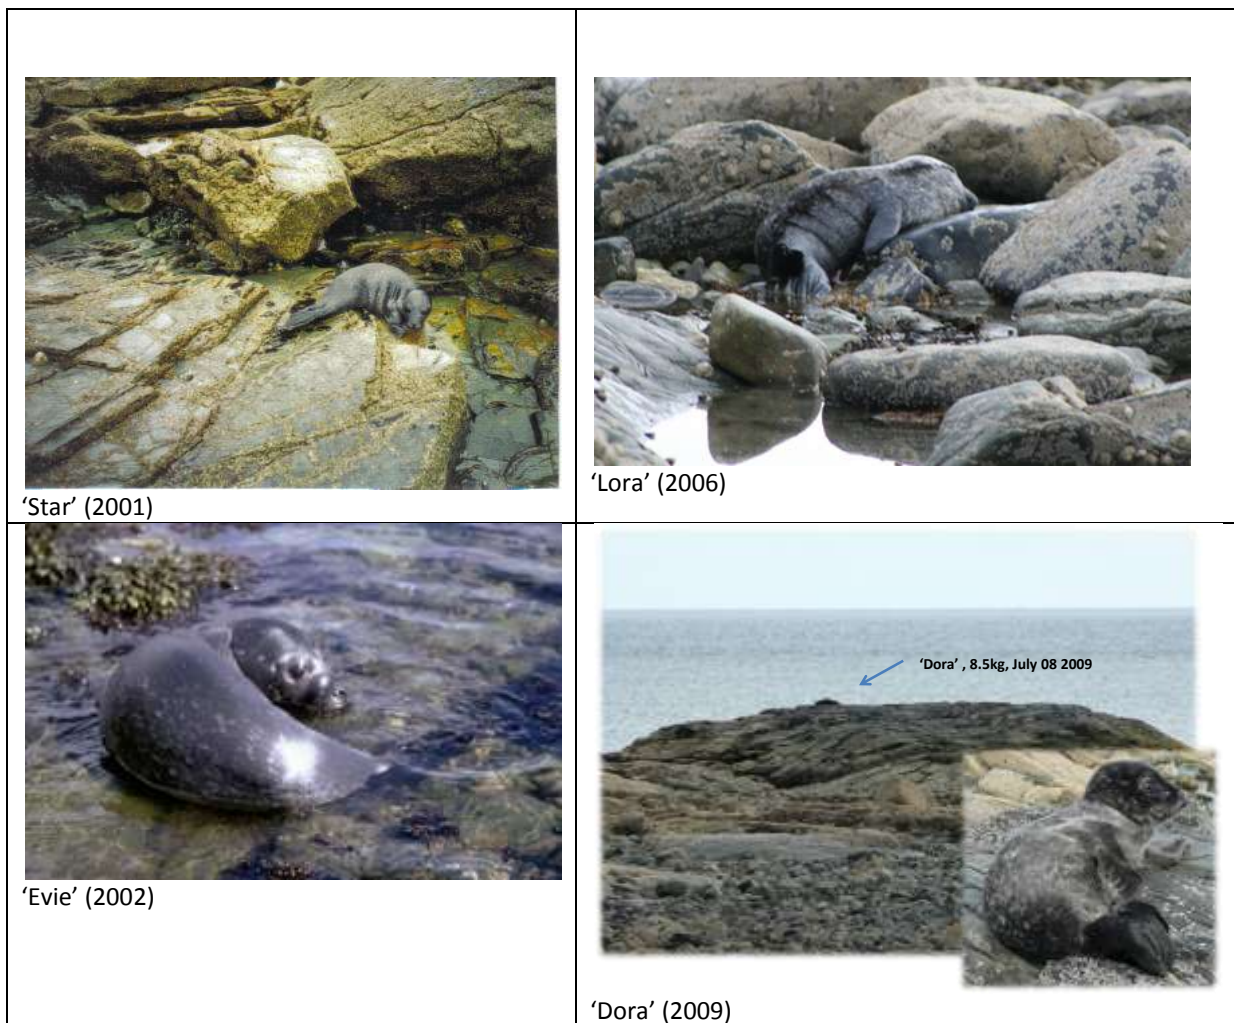 ‘Star’ (2001)
‘Lora’ (2006)
‘Evie’ (2002)
‘Dora’ , 8.5kg, July 08 2009
‘Dora’ (2009)